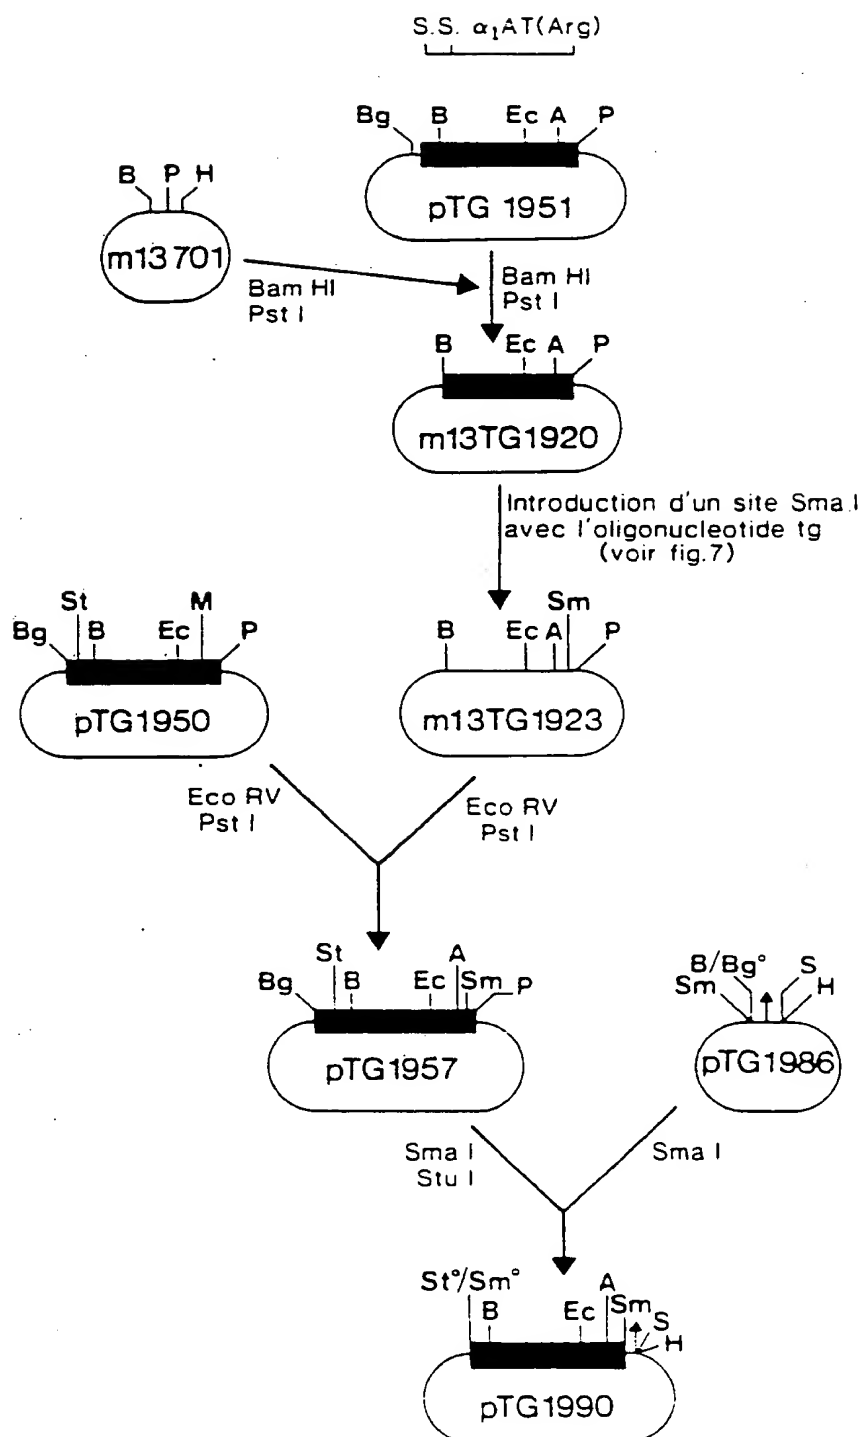 S.S. α₁AT(Arg)
Bg B Ec A P
pTG 1951
B P H
m13701
Bam HI
Pst I
Bam HI
Pst I
B Ec A P
m13TG1920
Introduction d'un site Sma I
avec l'oligonucleotide tg
(voir fig.7)
Bg St B Ec M P
pTG1950
B Ec A Sm P
m13TG1923
Eco RV
Pst I
Eco RV
Pst I
Bg St B Ec A Sm P
pTG1957
Sm B/Bg° S H
pTG1986
Sma I
Stu I
Sma I
St°/Sm° B Ec A Sm S H
pTG1990